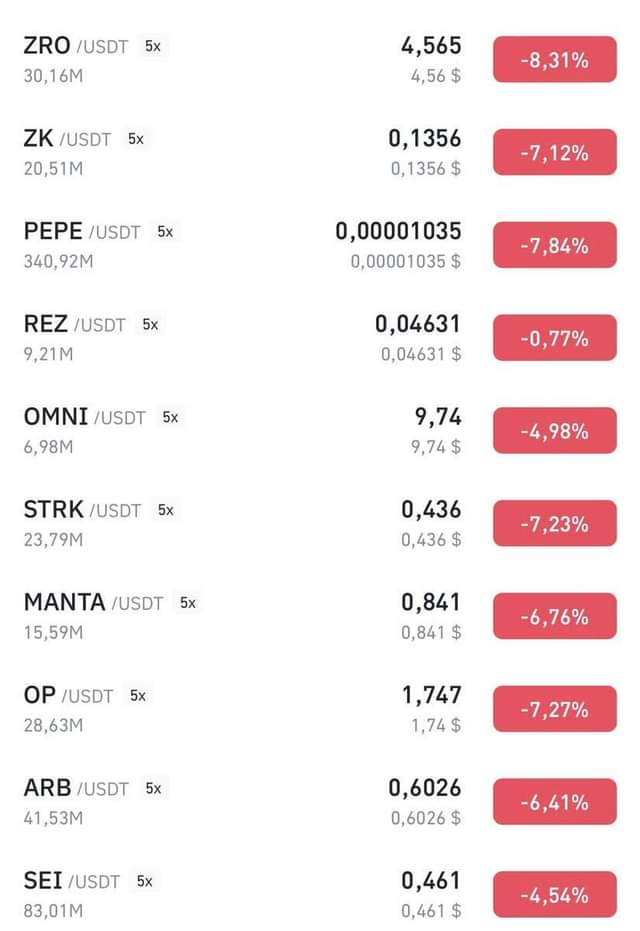 ZRO /USDT 5x 4,565 -8,31%
30,16M 4,56 $
ZK /USDT 5x 0,1356 -7,12%
20,51M 0,1356 $
PEPE /USDT 5x 0,00001035 -7,84%
340,92M 0,00001035 $
REZ /USDT 5x 0,04631 -0,77%
9,21M 0,04631 $
OMNI /USDT 5x 9,74 -4,98%
6,98M 9,74 $
STRK /USDT 5x 0,436 -7,23%
23,79M 0,436 $
MANTA /USDT 5x 0,841 -6,76%
15,59M 0,841 $
OP /USDT 5x 1,747 -7,27%
28,63M 1,74 $
ARB /USDT 5x 0,6026 -6,41%
41,53M 0,6026 $
SEI /USDT 5x 0,461 -4,54%
83,01M 0,461 $